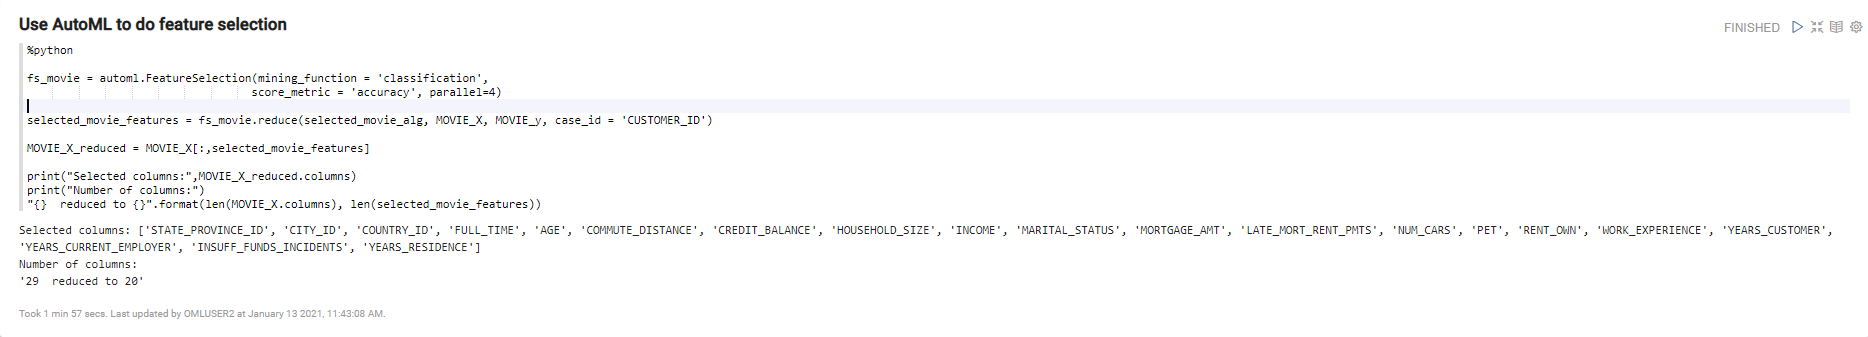 Use AutoML to do feature selection
FINISHED
%python
fs_movie = automl.FeatureSelection(mining_function = 'classification',
score_metric = 'accuracy', parallel=4)
selected_movie_features = fs_movie.reduce(selected_movie_alg, MOVIE_X, MOVIE_y, case_id = 'CUSTOMER_ID')
MOVIE_X_reduced = MOVIE_X[:,selected_movie_features]
print("Selected columns:",MOVIE_X_reduced.columns)
print("Number of columns:")
"{}  reduced to {}".format(len(MOVIE_X.columns), len(selected_movie_features))
Selected columns: ['STATE_PROVINCE_ID', 'CITY_ID', 'COUNTRY_ID', 'FULL_TIME', 'AGE', 'COMMUTE_DISTANCE', 'CREDIT_BALANCE', 'HOUSEHOLD_SIZE', 'INCOME', 'MARITAL_STATUS', 'MORTGAGE_AMT', 'LATE_MORT_RENT_PMTS', 'NUM_CARS', 'PET', 'RENT_OWN', 'WORK_EXPERIENCE', 'YEARS_CUSTOMER',
'YEARS_CURRENT_EMPLOYER', 'INSUFF_FUNDS_INCIDENTS', 'YEARS_RESIDENCE']
Number of columns:
'29  reduced to 20'
Took 1 min 57 secs. Last updated by OMLUSER2 at January 13 2021, 11:43:08 AM.